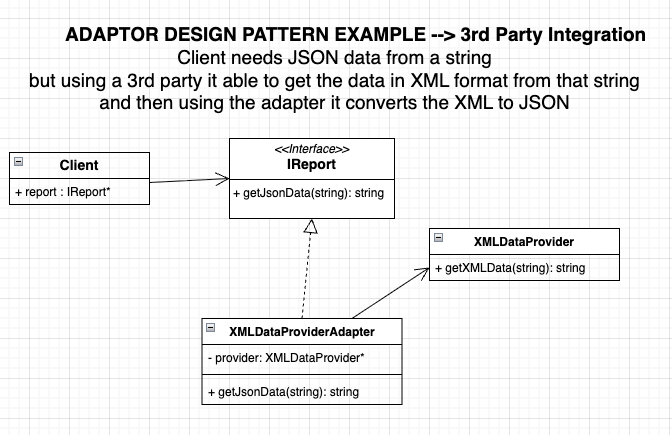 ADAPTOR DESIGN PATTERN EXAMPLE --> 3rd Party Integration
Client needs JSON data from a string
but using a 3rd party it able to get the data in XML format from that string
and then using the adapter it converts the XML to JSON
Client
+ report : IReport*
<<Interface>>
IReport
+ getJsonData(string): string
XMLDataProvider
+ getXMLData(string): string
XMLDataProviderAdapter
- provider: XMLDataProvider*
+ getJsonData(string): string